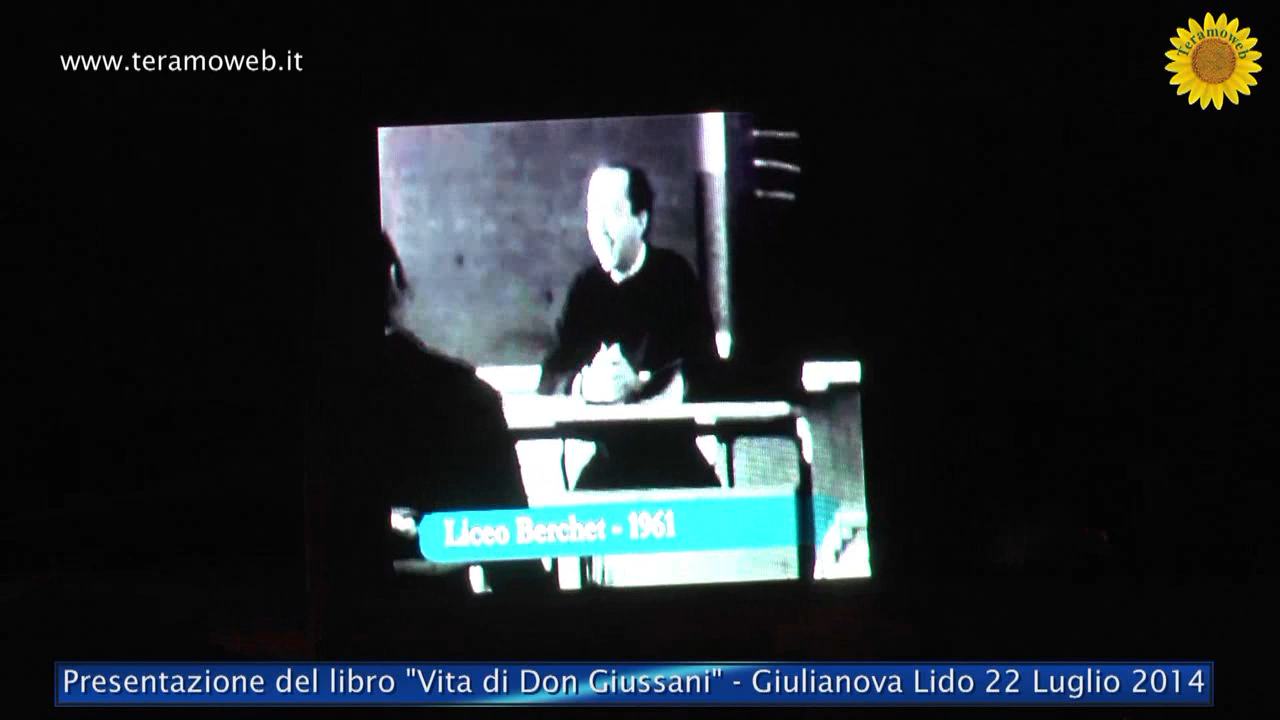 www.teramoweb.it
Teramoweb
Liceo Berchet - 1961
Presentazione del libro "Vita di Don Giussani" - Giulianova Lido 22 Luglio 2014